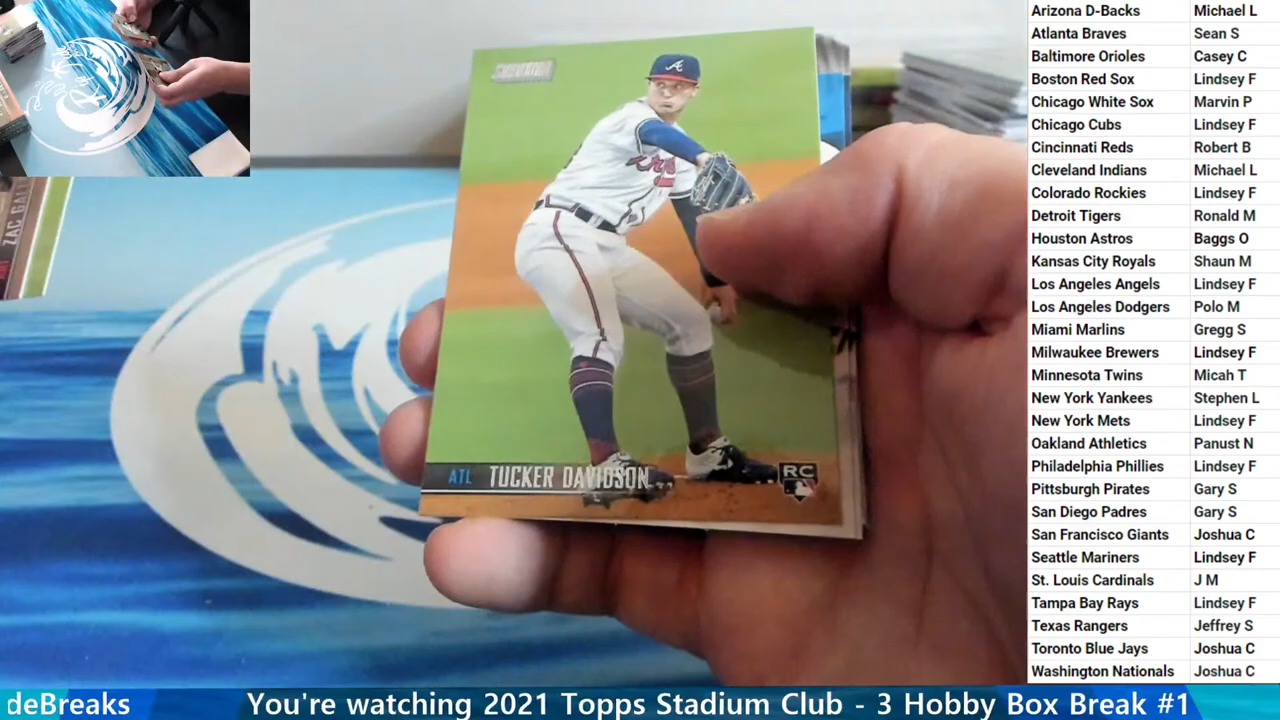 ZAC GAL
A
ATL TUCKER DAVIDSON
RC
Arizona D-Backs Michael L
Atlanta Braves Sean S
Baltimore Orioles Casey C
Boston Red Sox Lindsey F
Chicago White Sox Marvin P
Chicago Cubs Lindsey F
Cincinnati Reds Robert B
Cleveland Indians Michael L
Colorado Rockies Lindsey F
Detroit Tigers Ronald M
Houston Astros Baggs O
Kansas City Royals Shaun M
Los Angeles Angels Lindsey F
Los Angeles Dodgers Polo M
Miami Marlins Gregg S
Milwaukee Brewers Lindsey F
Minnesota Twins Micah T
New York Yankees Stephen L
New York Mets Lindsey F
Oakland Athletics Panust N
Philadelphia Phillies Lindsey F
Pittsburgh Pirates Gary S
San Diego Padres Gary S
San Francisco Giants Joshua C
Seattle Mariners Lindsey F
St. Louis Cardinals J M
Tampa Bay Rays Lindsey F
Texas Rangers Jeffrey S
Toronto Blue Jays Joshua C
Washington Nationals Joshua C
deBreaks You're watching 2021 Topps Stadium Club - 3 Hobby Box Break #1